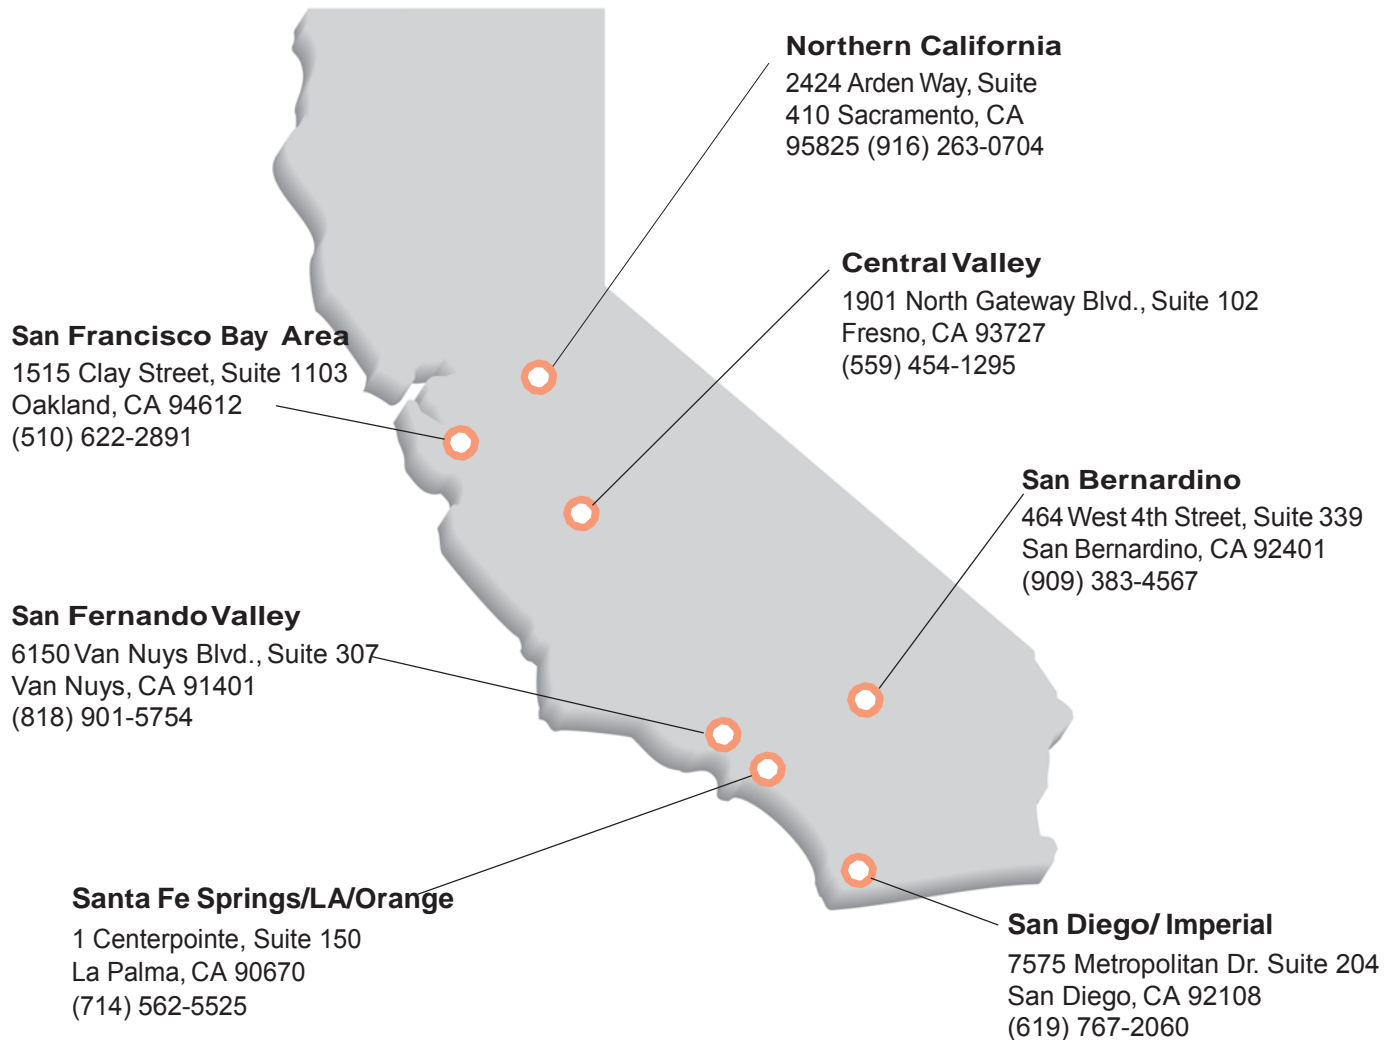 Northern California
2424 Arden Way, Suite
410 Sacramento, CA
95825 (916) 263-0704
Central Valley
1901 North Gateway Blvd., Suite 102
Fresno, CA 93727
(559) 454-1295
San Francisco Bay Area
1515 Clay Street, Suite 1103
Oakland, CA 94612
(510) 622-2891
San Bernardino
464 West 4th Street, Suite 339
San Bernardino, CA 92401
(909) 383-4567
San Fernando Valley
6150 Van Nuys Blvd., Suite 307
Van Nuys, CA 91401
(818) 901-5754
Santa Fe Springs/LA/Orange
1 Centerpointe, Suite 150
La Palma, CA 90670
(714) 562-5525
San Diego/ Imperial
7575 Metropolitan Dr. Suite 204
San Diego, CA 92108
(619) 767-2060